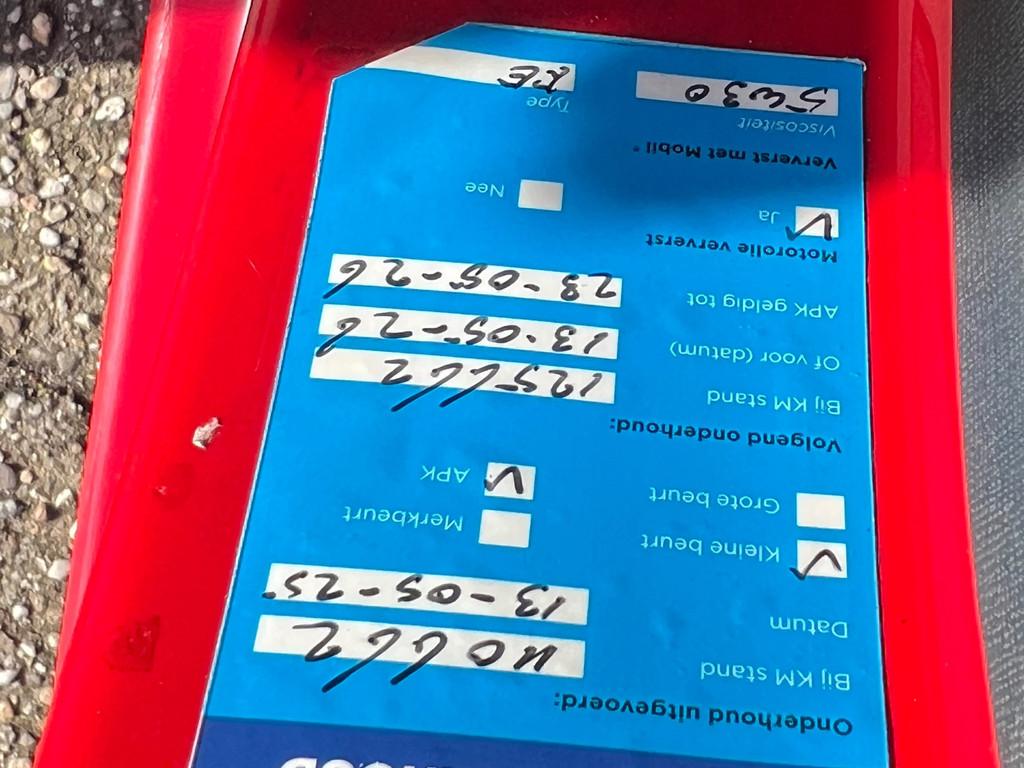 Onderhoud uitgevoerd:
Bij KM stand 110662
Datum 13-05-25
Kleine beurt Merkbeurt
Grote beurt APK
Volgend onderhoud:
Bij KM stand 125662
Of voor (datum) 13-05-26
APK geldig tot 23-05-26
Motorolie ververst
Ja Nee
Ververst met Mobil®
Viscositeit Type
5w30